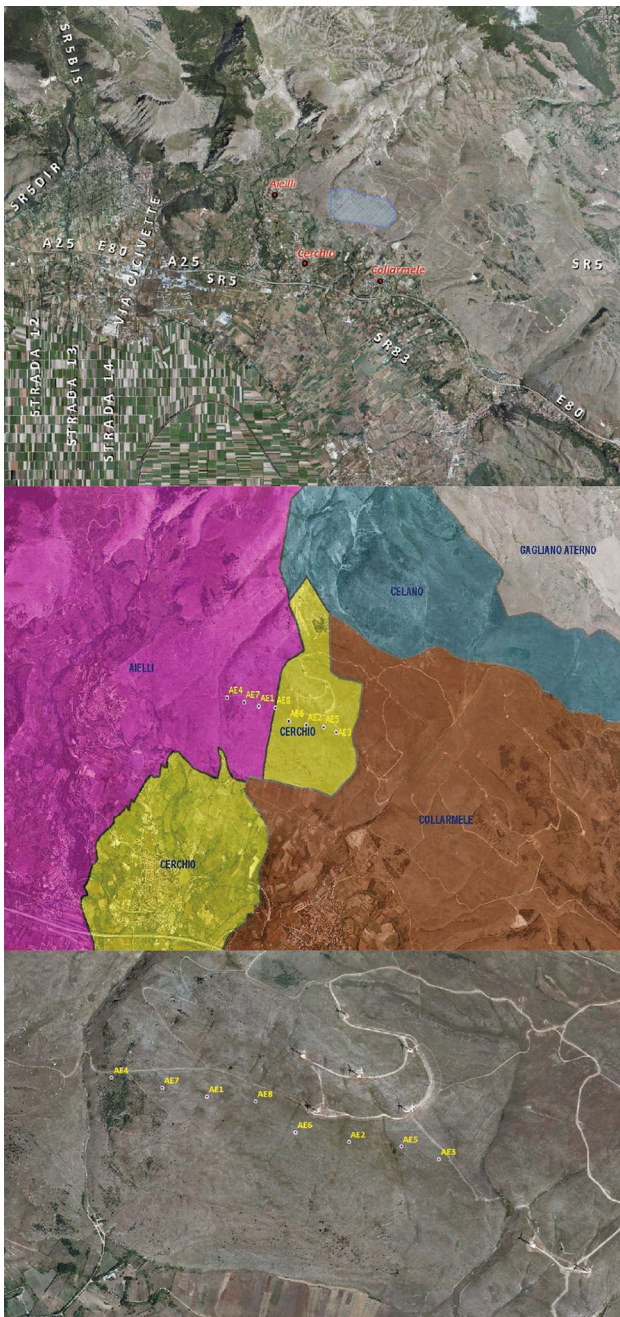 SR5BIS
SR5DIR
Aielli
VIA CICIVETTE
A25 E80
A25
SR5
Cerchio
Collarmele
SR5
STRADA 12
STRADA 13
STRADA 14
SR83
E80
GAGLIANO ATERNO
CELANO
AIELLI
AE4
AE7
AE1
AE8
AE6
AE2
AE5
AE3
CERCHIO
COLLARMELE
CERCHIO
AE4
AE7
AE1
AE8
AE6
AE2
AE5
AE3